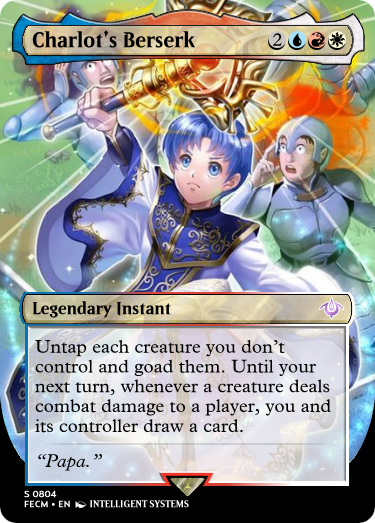 Charlot's Berserk 2
Legendary Instant
Untap each creature you don't
control and goad them. Until your
next turn, whenever a creature deals
combat damage to a player, you and
its controller draw a card.
“Papa.”
S 0804
FECM • EN INTELLIGENT SYSTEMS